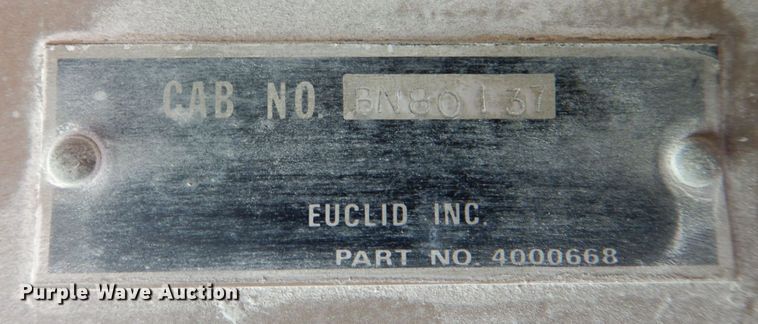 CAB NO. BN80137
EUCLID INC.
PART NO. 4000668
Purple Wave Auction